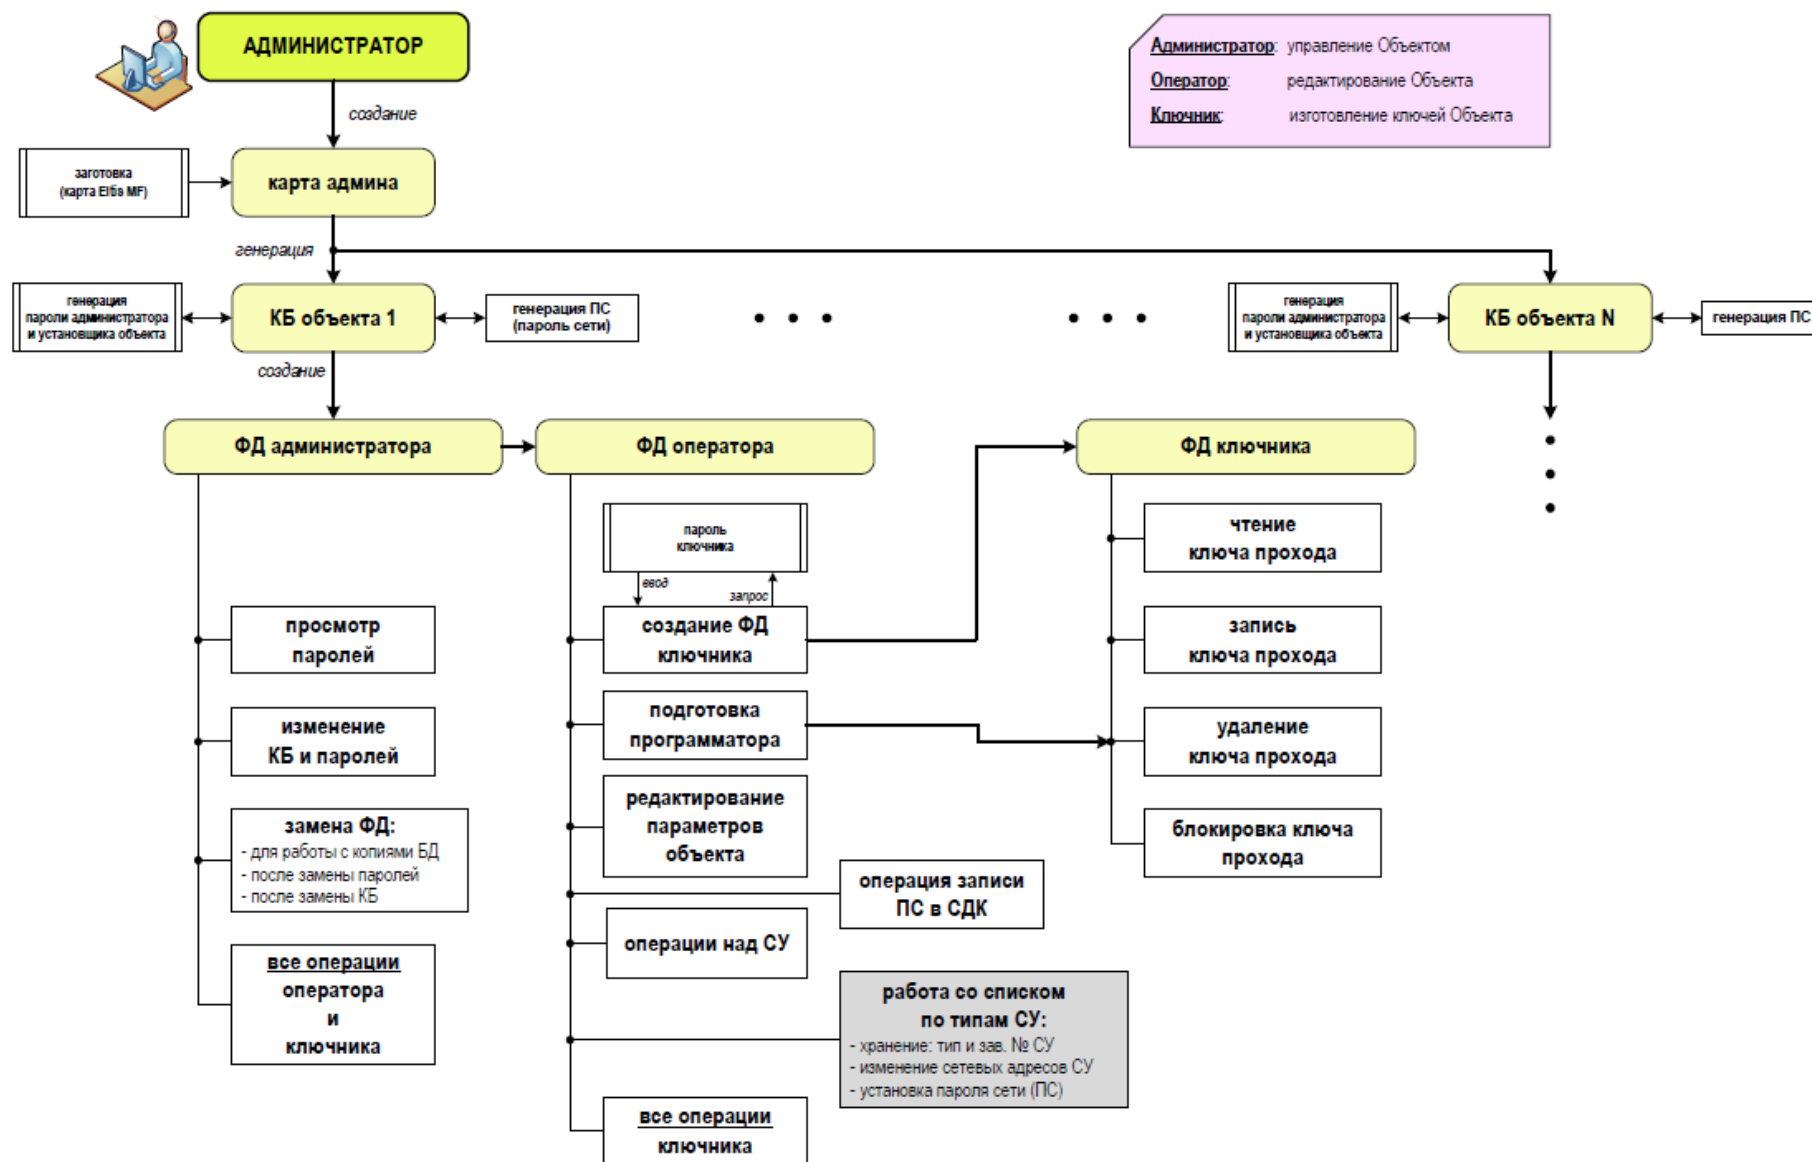 АДМИНИСТРАТОР
Администратор: управление Объектом
Оператор: редактирование Объекта
Ключник: изготовление ключей Объекта
создание
заготовка
(карта Eltis MF)
карта админа
генерация
генерация
пароли администратора
и установщика объекта
КБ объекта 1
генерация ПС
(пароль сети)
генерация
пароли администратора
и установщика объекта
КБ объекта N
генерация ПС
создание
ФД администратора
ФД оператора
ФД ключника
просмотр
паролей
изменение
КБ и паролей
замена ФД:
- для работы с копиями БД
- после замены паролей
- после замены КБ
все операции
оператора
и
ключника
пароль
ключника
ввод
запрос
создание ФД
ключника
подготовка
программатора
редактирование
параметров
объекта
операция записи
ПС в СДК
операции над СУ
работа со списком
по типам СУ:
- хранение: тип и зав. № СУ
- изменение сетевых адресов СУ
- установка пароля сети (ПС)
все операции
ключника
чтение
ключа прохода
запись
ключа прохода
удаление
ключа прохода
блокировка ключа
прохода